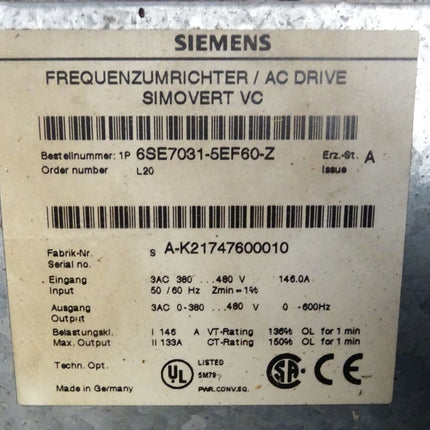 SIEMENS
FREQUENZUMRICHTER / AC DRIVE
SIMOVERT VC
Bestellnummer: 1P 6SE7031-5EF60-Z Erz.-St. A
Order number L20 Issue
Fabrik-Nr. S A-K21747600010
Serial no.
Eingang 3AC 380 ...480 V 146.0A
Input 50 / 60 Hz Zmin = 1%
Ausgang 3AC 0-380 ...480 V 0 -600Hz
Output
Belastungskl. I 146 A VT-Rating 136% OL for 1 min
Max. Output II 133A CT-Rating 150% OL for 1 min
Techn. Opt. UL LISTED SA CE
5M79
Made in Germany PWR.CONV.EQ.